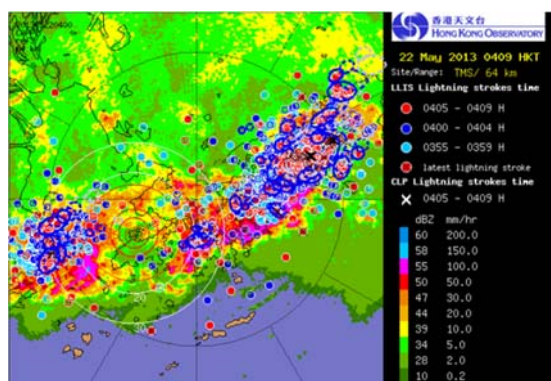 香港天文台
HONG KONG OBSERVATORY
22 May 2013 0409 HKT
Site/Range: TMS/ 64 km
LLIS Lightning strokes time
0405 - 0409 H
0400 - 0404 H
0355 - 0359 H
latest lightning stroke
CLP Lightning strokes time
0405 - 0409 H
dBZ mm/hr
60 200.0
58 150.0
55 100.0
50 50.0
47 30.0
44 20.0
39 10.0
34 5.0
28 2.0
10 0.2